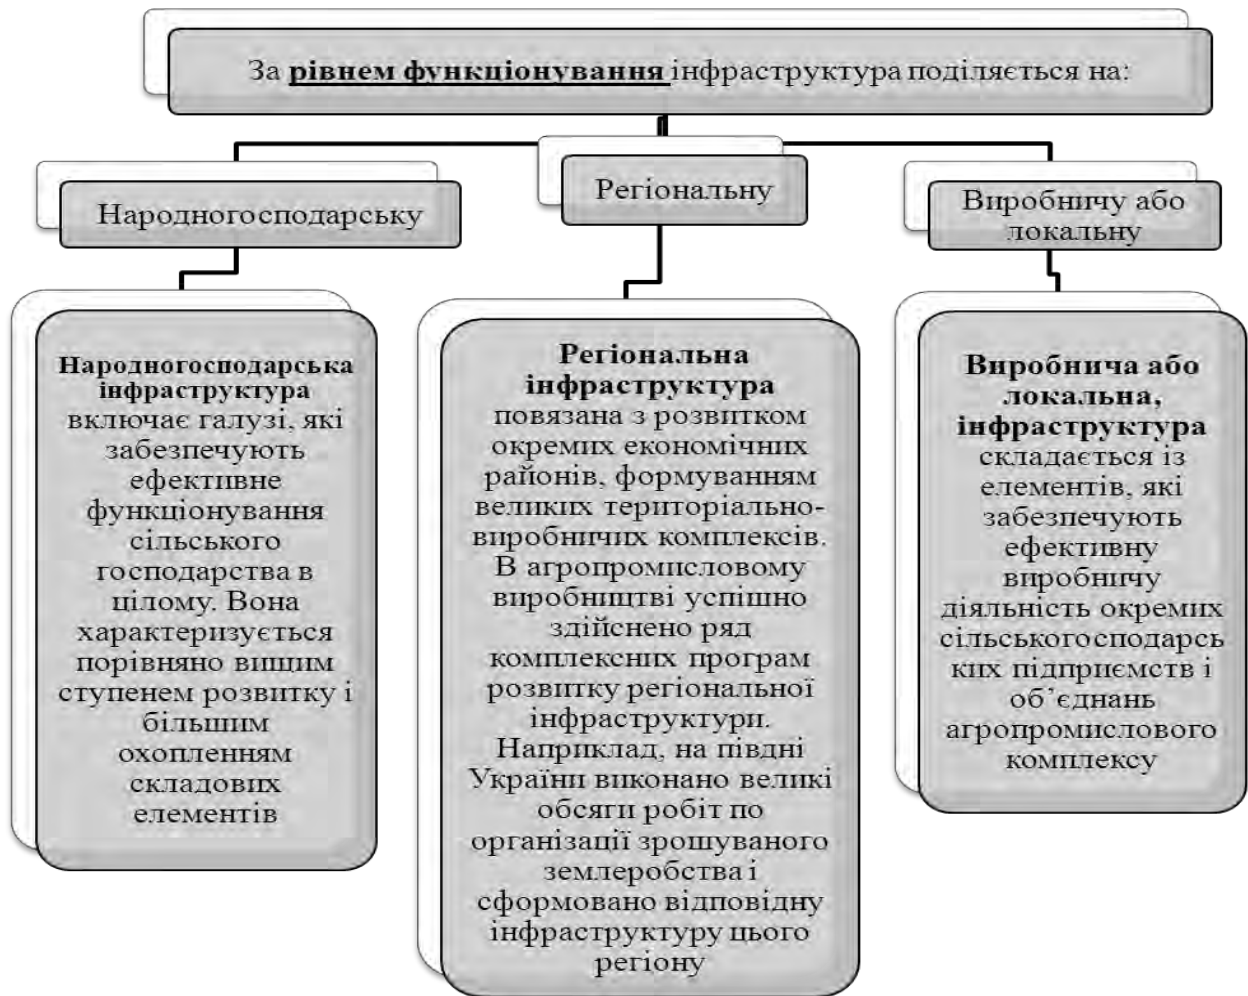 За рівнем функціонування інфраструктура поділяється на:
Народногосподарську
Регіональну
Виробничу або
локальну
Народногосподарська
інфраструктура
включає галузі, які
забезпечують
ефективне
функціонування
сільського
господарства в
цілому. Вона
характеризується
порівняно вищим
ступенем розвитку і
більшим
охопленням
складових
елементів
Регіональна
інфраструктура
повязана з розвитком
окремих економічних
районів, формуванням
великих територіально-
виробничих комплексів.
В агропромисловому
виробництві успішно
здійснено ряд
комплексних програм
розвитку регіональної
інфраструктури.
Наприклад, на півдні
України виконано великі
обсяги робіт по
організації зрошуваного
землеробства і
сформовано відповідну
інфраструктуру цього
регіону
Виробнича або
локальна,
інфраструктура
складається із
елементів, які
забезпечують
ефективну
виробничу
діяльність окремих
сільськогосподарсь
ких підприємств і
об’єднань
агропромислового
комплексу